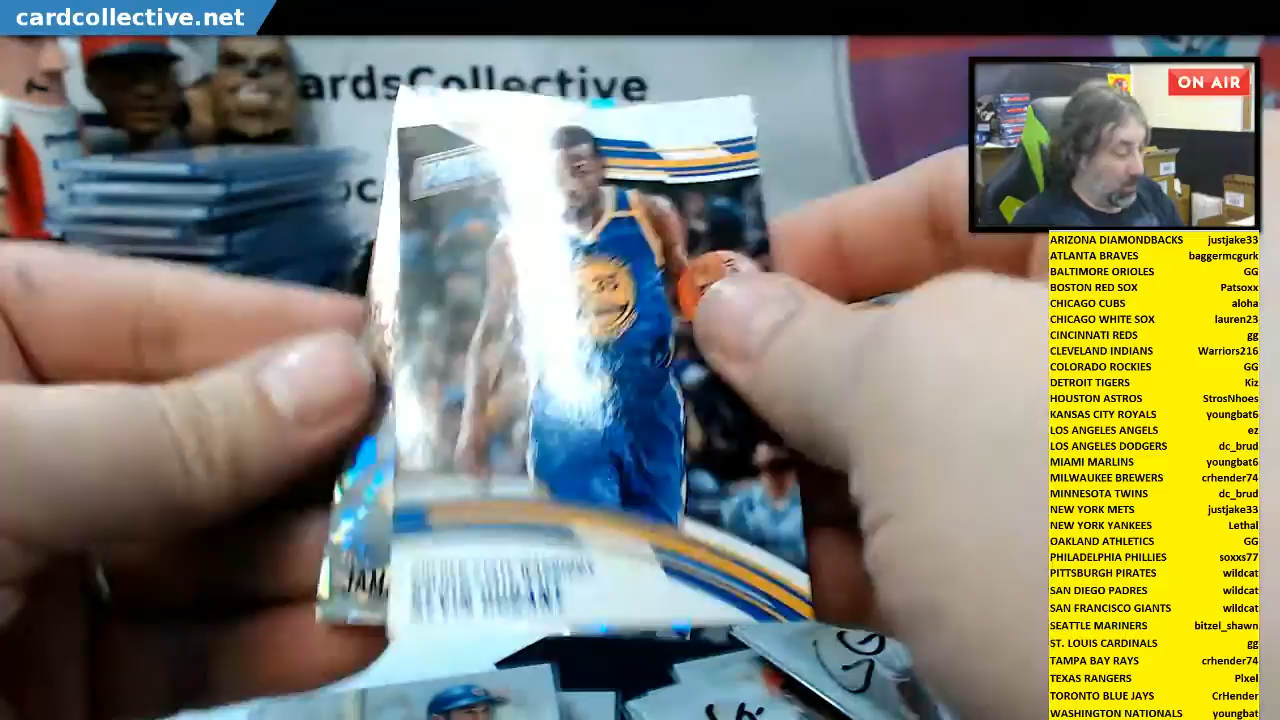 cardcollective.net
ardsCollective
ON AIR
35
JAM
ARIZONA DIAMONDBACKS justjake33
ATLANTA BRAVES baggermcgurk
BALTIMORE ORIOLES GG
BOSTON RED SOX Patsoxx
CHICAGO CUBS aloha
CHICAGO WHITE SOX lauren23
CINCINNATI REDS gg
CLEVELAND INDIANS Warriors216
COLORADO ROCKIES GG
DETROIT TIGERS Kiz
HOUSTON ASTROS StrosNhoes
KANSAS CITY ROYALS youngbat6
LOS ANGELES ANGELS ez
LOS ANGELES DODGERS dc_brud
MIAMI MARLINS youngbat6
MILWAUKEE BREWERS crhender74
MINNESOTA TWINS dc_brud
NEW YORK METS justjake33
NEW YORK YANKEES Lethal
OAKLAND ATHLETICS GG
PHILADELPHIA PHILLIES soxxs77
PITTSBURGH PIRATES wildcat
SAN DIEGO PADRES wildcat
SAN FRANCISCO GIANTS wildcat
SEATTLE MARINERS bitzel_shawn
ST. LOUIS CARDINALS gg
TAMPA BAY RAYS crhender74
TEXAS RANGERS Pixel
TORONTO BLUE JAYS CrHender
WASHINGTON NATIONALS youngbat